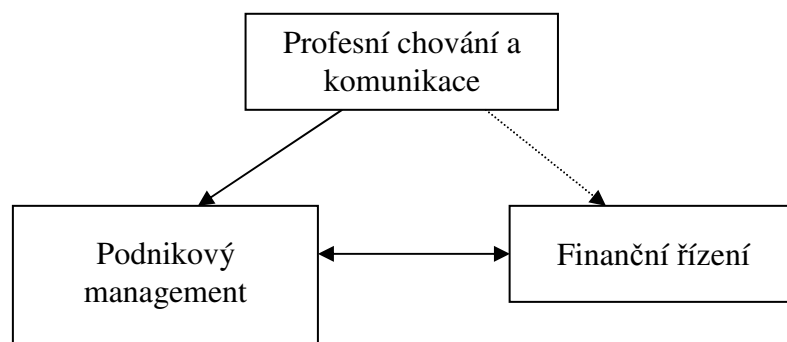 Profesní chování a
komunikace
Podnikový
management
Finanční řízení